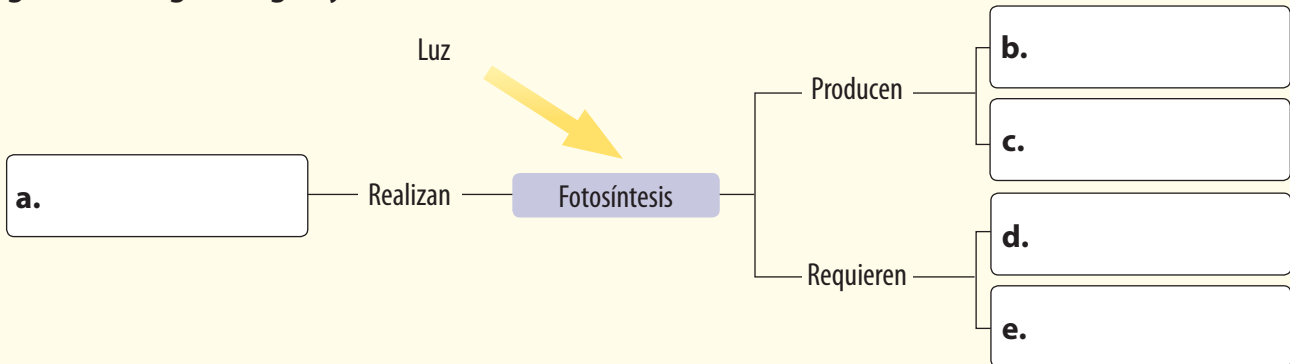 Luz
b.
Producen
c.
a.
Realizan
Fotosíntesis
d.
Requieren
e.